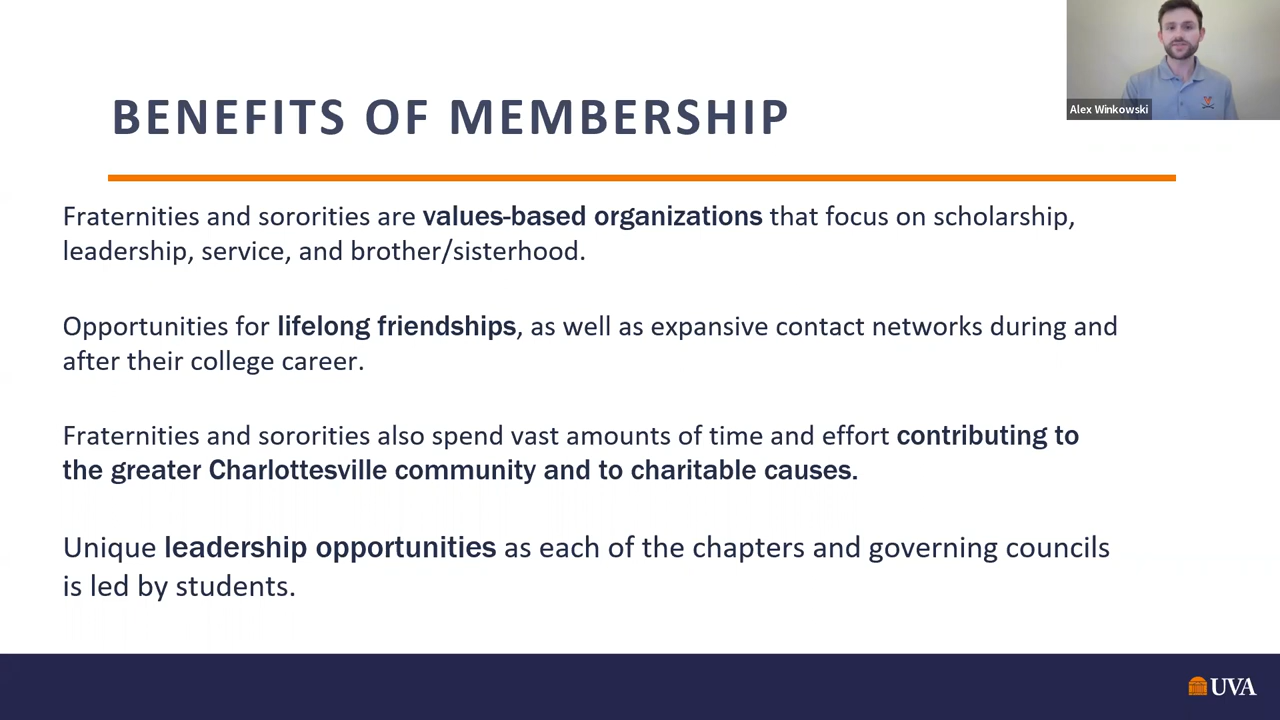 Alex Winkowski
BENEFITS OF MEMBERSHIP
Fraternities and sororities are values-based organizations that focus on scholarship,
leadership, service, and brother/sisterhood.
Opportunities for lifelong friendships, as well as expansive contact networks during and
after their college career.
Fraternities and sororities also spend vast amounts of time and effort contributing to
the greater Charlottesville community and to charitable causes.
Unique leadership opportunities as each of the chapters and governing councils
is led by students.
UVA